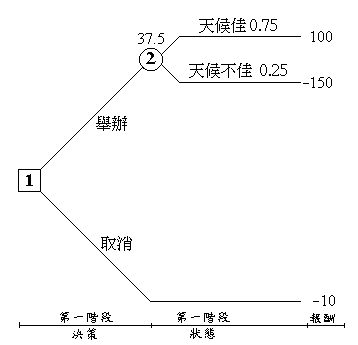 37.5
天候佳 0.75
100
2
天候不佳 0.25
-150
舉辦
1
取消
-10
第一階段 第一階段 報酬
決策 狀態